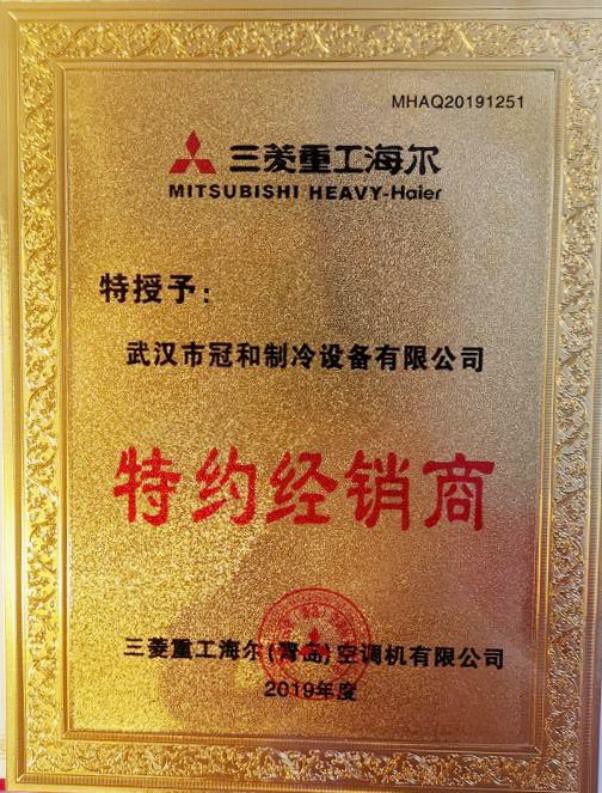 MHAQ20191251
三菱重工海尔
MITSUBISHI HEAVY-Haier
特授予：
武汉市冠和制冷设备有限公司
特约经销商
三菱重工海尔(青岛)空调机有限公司
2019年度